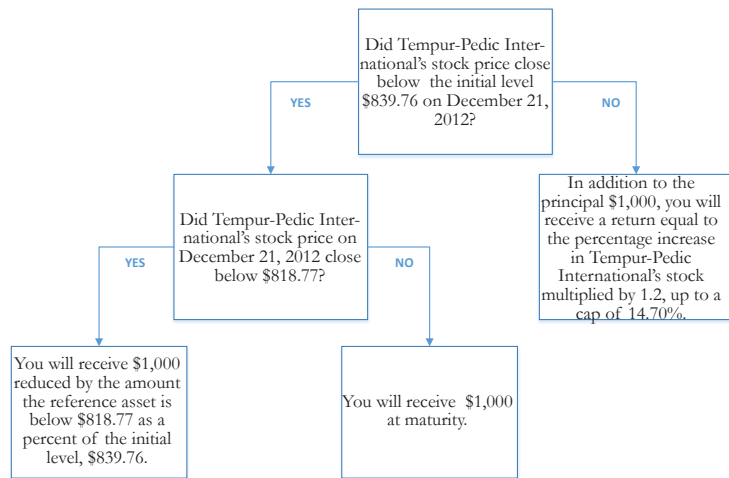 Did Tempur-Pedic Inter-
national's stock price close
below the initial level
$839.76 on December 21,
2012?
YES
NO
Did Tempur-Pedic Inter-
national's stock price on
December 21, 2012 close
below $818.77?
In addition to the
principal $1,000, you will
receive a return equal to
the percentage increase
in Tempur-Pedic
International's stock
multiplied by 1.2, up to a
cap of 14.70%.
YES
NO
You will receive $1,000
reduced by the amount
the reference asset is
below $818.77 as a
percent of the initial
level, $839.76.
You will receive $1,000
at maturity.